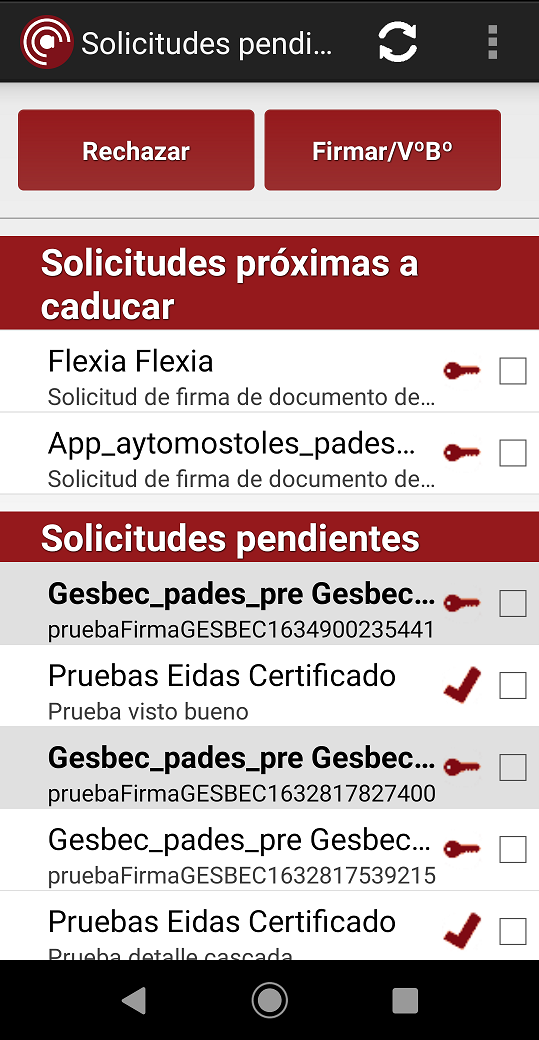 Solicitudes pendi...
Rechazar
Firmar/VºBº
Solicitudes próximas a
caducar
Flexia Flexia
Solicitud de firma de documento de...
App_aytomostoles_pades...
Solicitud de firma de documento de...
Solicitudes pendientes
Gesbec_pades_pre Gesbec...
pruebaFirmaGESBEC1634900235441
Pruebas Eidas Certificado
Prueba visto bueno
Gesbec_pades_pre Gesbec...
pruebaFirmaGESBEC1632817827400
Gesbec_pades_pre Gesbec...
pruebaFirmaGESBEC1632817539215
Pruebas Eidas Certificado
Prueba detalle cascada